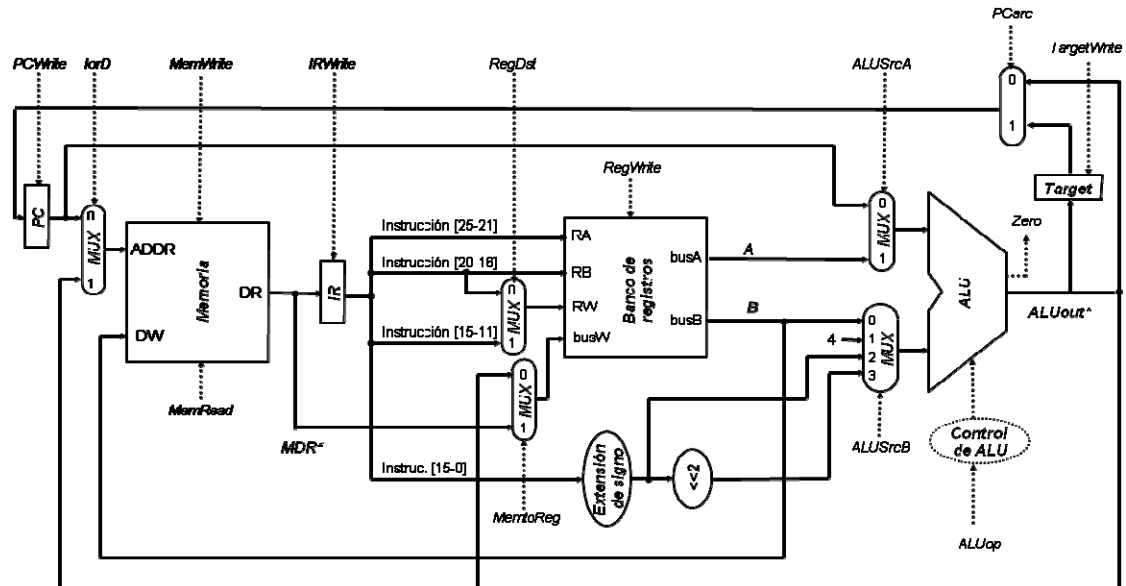 PCsrc
TargetWrite
PCWrite
IorD
MemWrite
IRWrite
RegDst
ALUSrcA
0
1
RegWrite
Target
PC
0
MUX
1
ADDR
DW
DR
Memoria
MemRead
IR
Instrucción [25-21]
Instrucción [20-16]
Instrucción [15-11]
Instruc. [15-0]
0
MUX
1
0
MUX
1
RA
RB
RW
busW
Banco de
registros
busA
busB
A
B
0
MUX
1
4
0
1
2
3
MUX
ALU
Zero
ALUout*
MDR*
MemtoReg
Extensión
de signo
<<2
ALUSrcB
Control
de ALU
ALUop